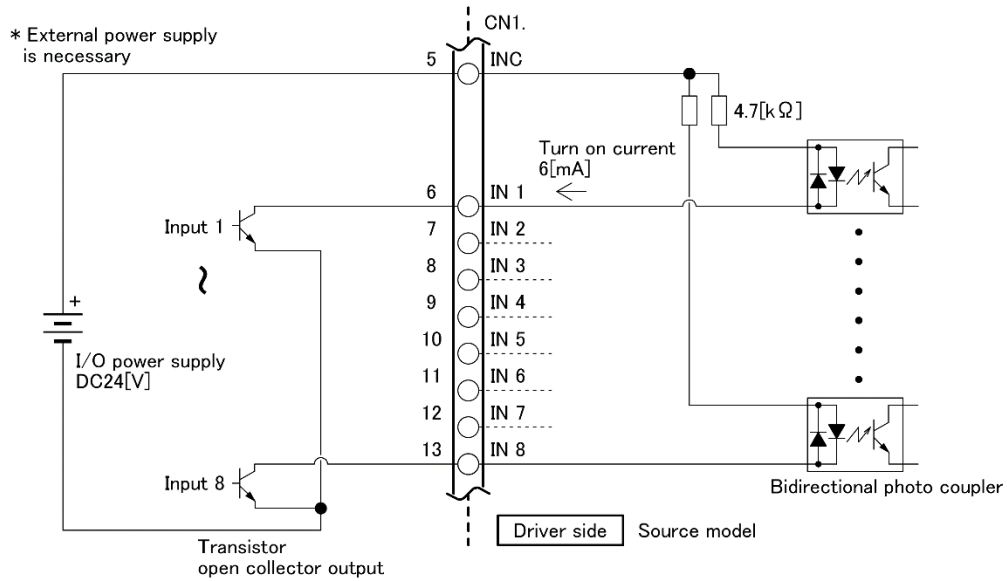 CN1.
* External power supply
is necessary
5 INC
4.7[kΩ]
Turn on current
6[mA]
6 IN 1
Input 1
7 IN 2
8 IN 3
9 IN 4
+
10 IN 5
I/O power supply
DC24[V]
11 IN 6
12 IN 7
13 IN 8
Input 8
Bidirectional photo coupler
Driver side Source model
Transistor
open collector output